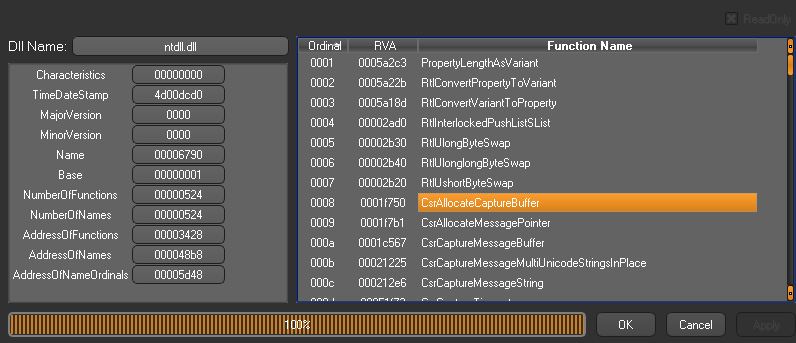 ReadOnly
Dll Name: ntdll.dll
Characteristics 00000000
TimeDateStamp 4d00dcd0
MajorVersion 0000
MinorVersion 0000
Name 00006790
Base 00000001
NumberOfFunctions 00000524
NumberOfNames 00000524
AddressOfFunctions 00003428
AddressOfNames 000048b8
AddressOfNameOrdinals 00005d48
Ordinal RVA Function Name
0001 0005a2c3 PropertyLengthAsVariant
0002 0005a22b RtlConvertPropertyToVariant
0003 0005a18d RtlConvertVariantToProperty
0004 00002ad0 RtlInterlockedPushListSList
0005 00002b30 RtlUlongByteSwap
0006 00002b40 RtlUlonglongByteSwap
0007 00002b20 RtlUshortByteSwap
0008 0001f750 CsrAllocateCaptureBuffer
0009 0001f7b1 CsrAllocateMessagePointer
000a 0001c567 CsrCaptureMessageBuffer
000b 00021225 CsrCaptureMessageMultiUnicodeStringsInPlace
000c 000212e6 CsrCaptureMessageString
100% OK Cancel Apply